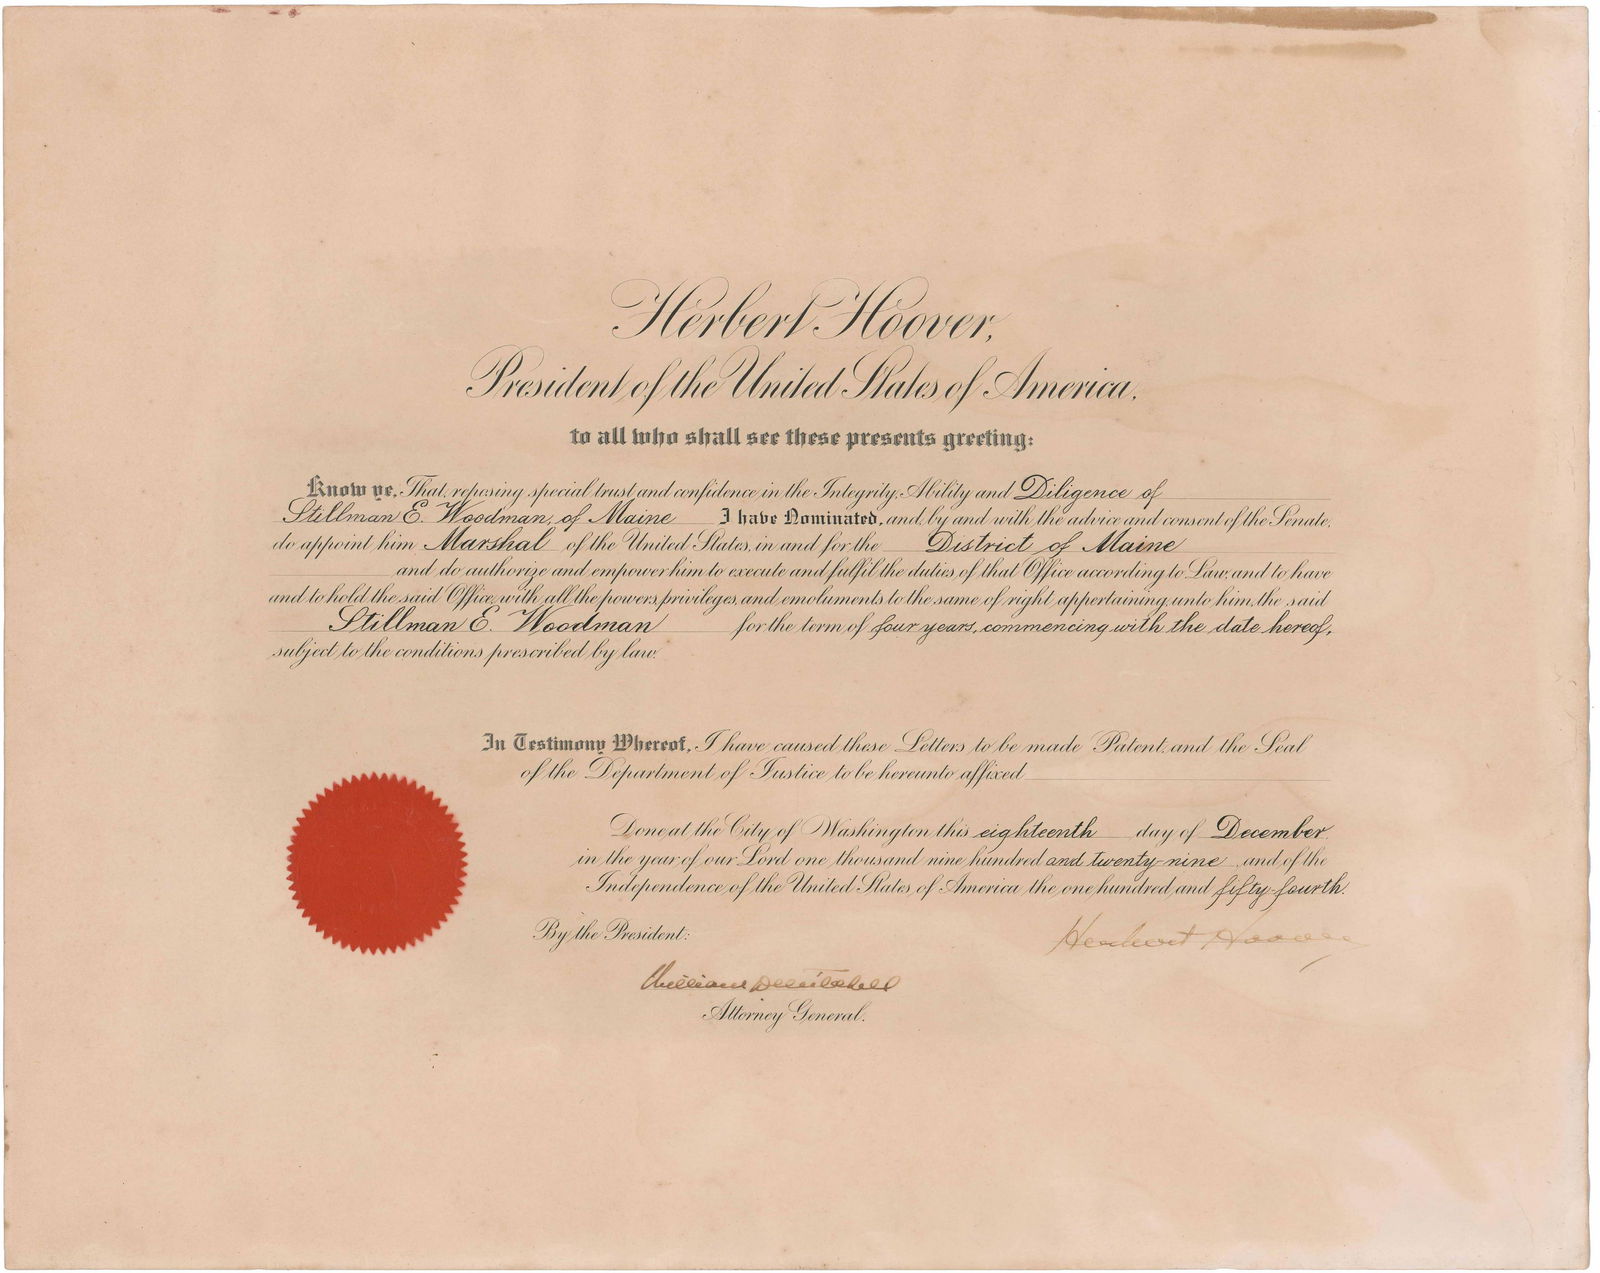 Herbert Hoover,
President of the United States of America,
to all who shall see these presents greeting:
Know ye, That, reposing special trust and confidence in the Integrity, Ability and Diligence of
Stillman E. Woodman, of Maine I have Nominated, and, by and with the advice and consent of the Senate,
do appoint him Marshal of the United States, in and for the District of Maine
and do authorize and empower him to execute and fulfil the duties of that Office according to Law, and to have
and to hold the said Office, with all the powers, privileges, and emoluments to the same of right appertaining, unto him, the said
Stillman E. Woodman for the term of four years, commencing with the date hereof,
subject to the conditions prescribed by law.
In Testimony Whereof, I have caused these Letters to be made Patent, and the Seal
of the Department of Justice to be hereunto affixed
Done at the City of Washington this eighteenth day of December
in the year of our Lord one thousand nine hundred and twenty-nine, and of the
Independence of the United States of America the one hundred and fifty-fourth.
By the President: Herbert Hoover
William D Mitchell
Attorney General.